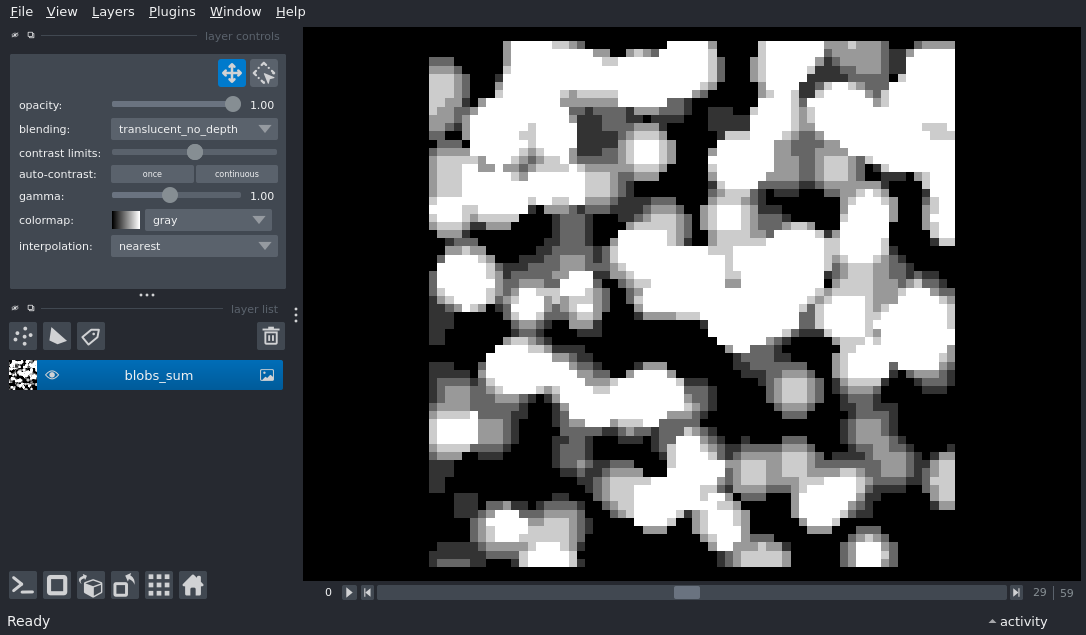 File View Layers Plugins Window Help
layer controls
opacity: 1.00
blending: translucent_no_depth
contrast limits:
auto-contrast: once continuous
gamma: 1.00
colormap: gray
interpolation: nearest
layer list
blobs_sum
0 29 59
Ready activity